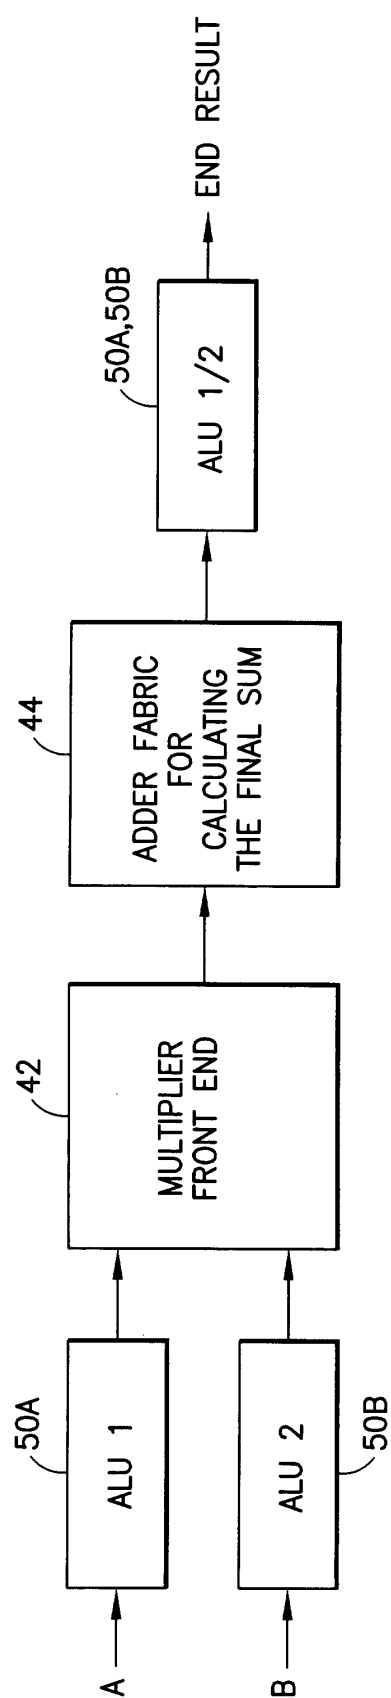 A
50A
ALU 1
B
ALU 2
50B
42
MULTIPLIER
FRONT END
44
ADDER FABRIC
FOR
CALCULATING
THE FINAL SUM
50A,50B
ALU 1/2
END RESULT